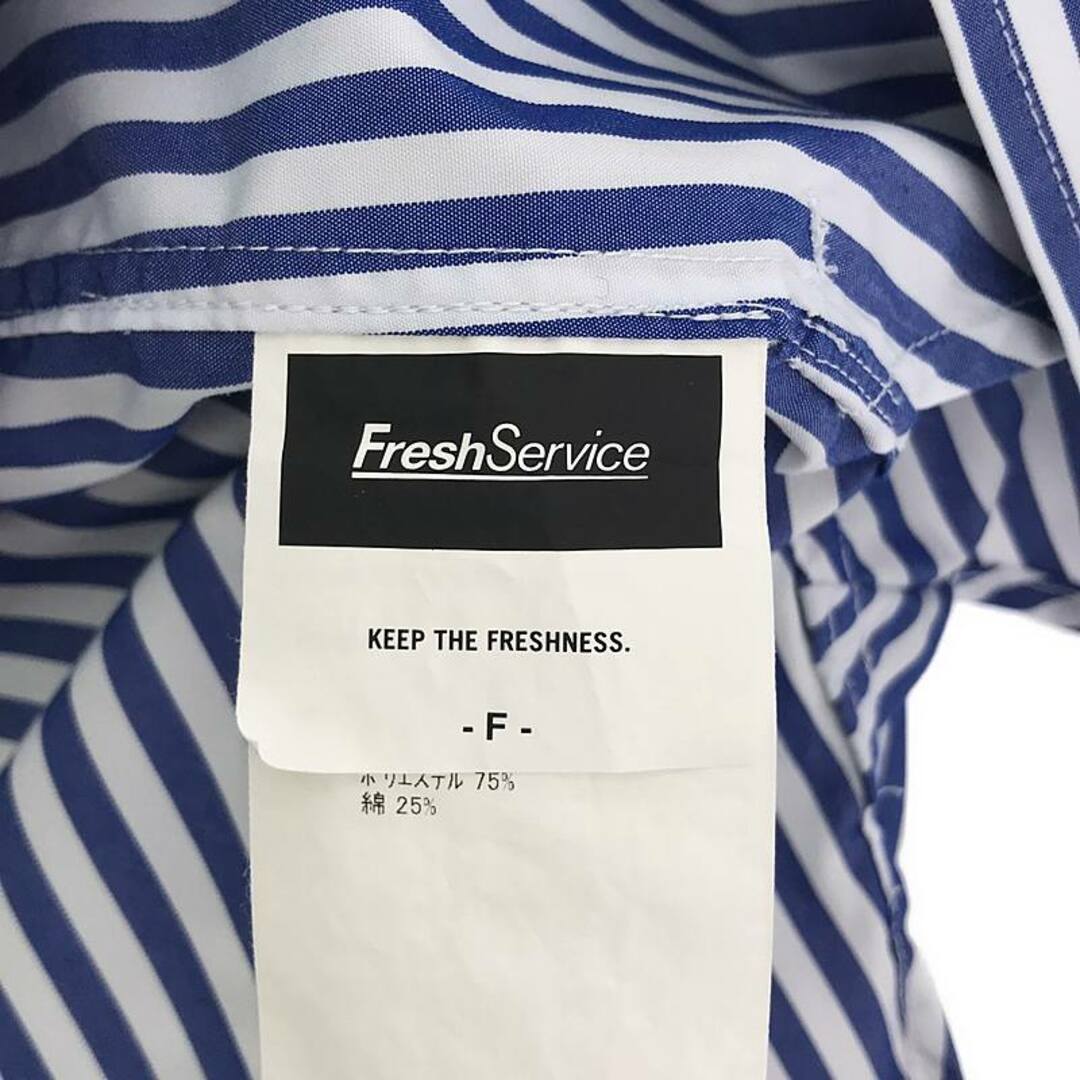 FreshService
KEEP THE FRESHNESS.
- F -
ポリエステル 75%
綿 25%